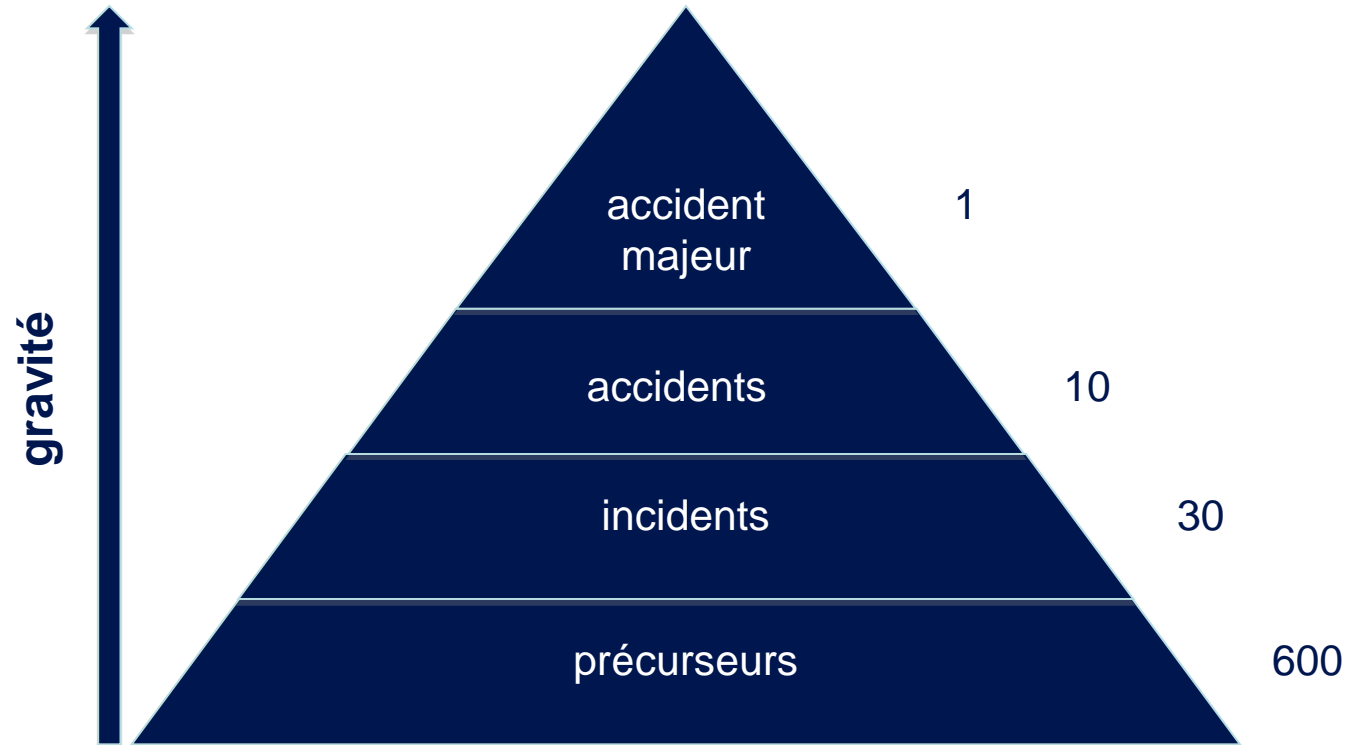 gravité
accident
majeur
1
accidents
10
incidents
30
précurseurs
600